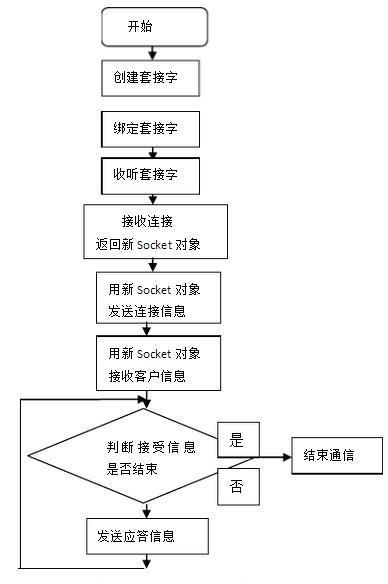 开始
创建套接字
绑定套接字
收听套接字
接收连接
返回新 Socket 对象
用新 Socket 对象
发送连接信息
用新 Socket 对象
接收客户信息
判断接受信息
是否结束
是
否
结束通信
发送应答信息